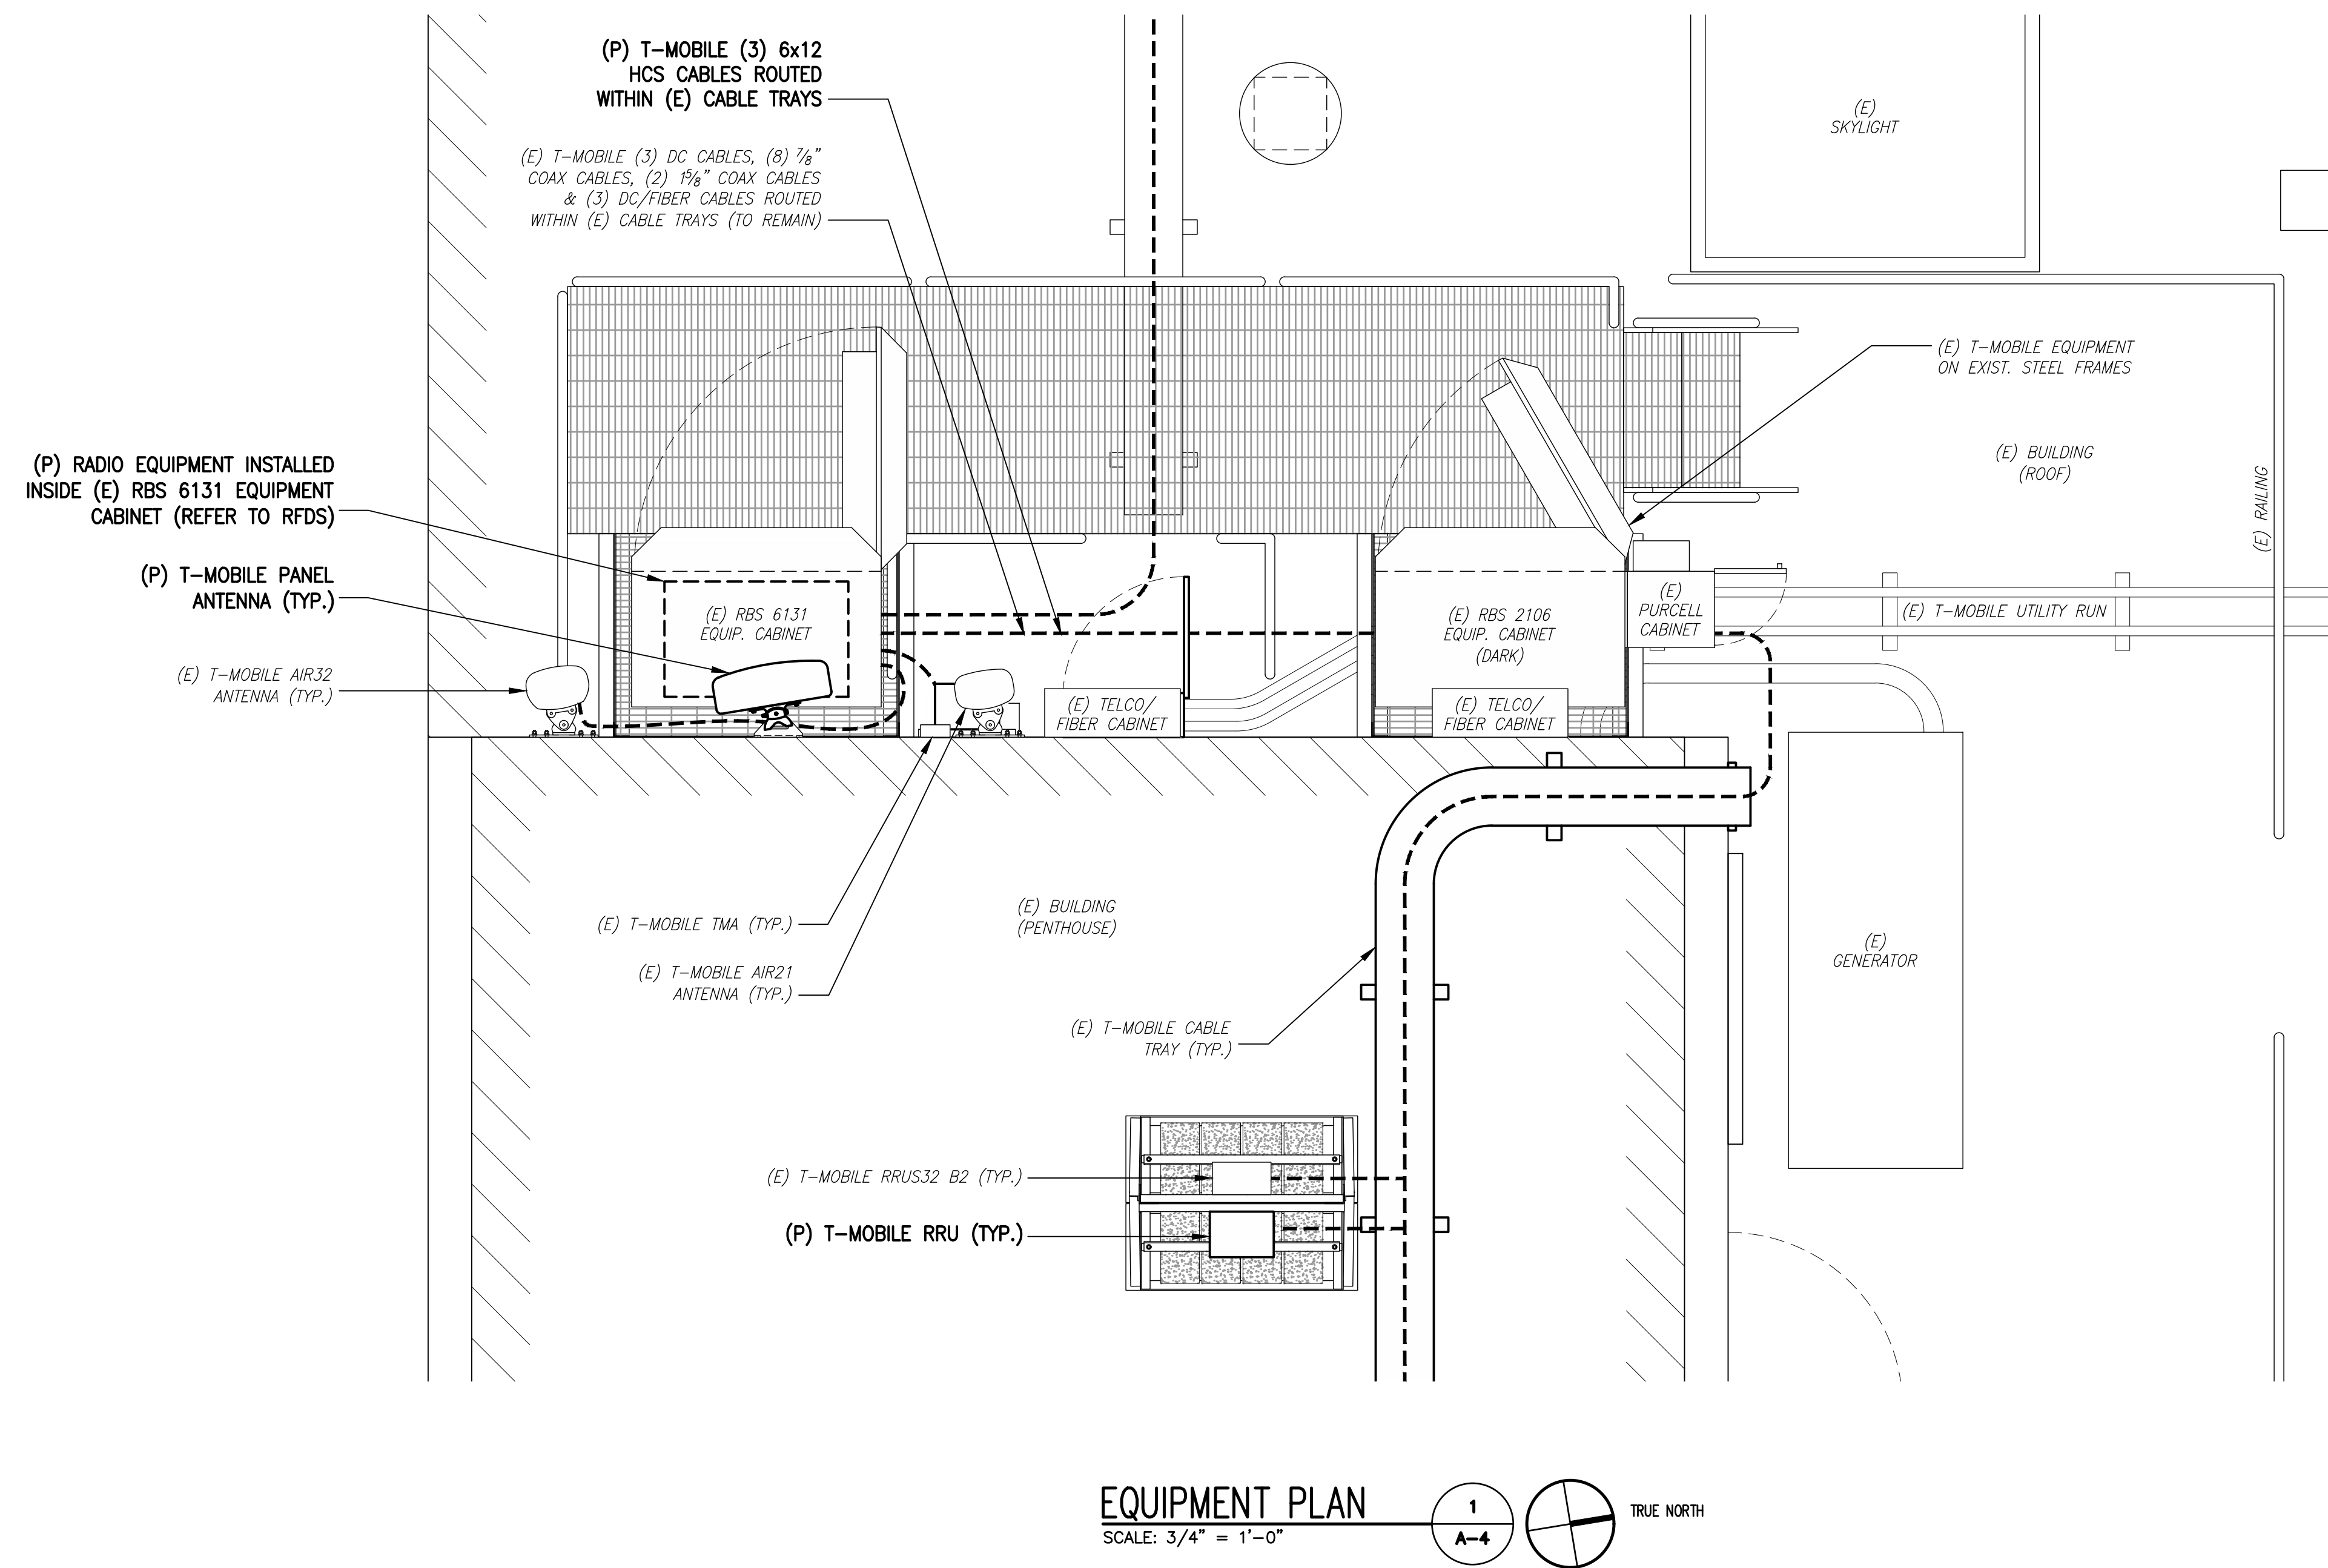 (P) T-MOBILE (3) 6x12
HCS CABLES ROUTED
WITHIN (E) CABLE TRAYS
(E) T-MOBILE (3) DC CABLES, (8) 7/8"
COAX CABLES, (2) 1 5/8" COAX CABLES
& (3) DC/FIBER CABLES ROUTED
WITHIN (E) CABLE TRAYS (TO REMAIN)
(E)
SKYLIGHT
(E) T-MOBILE EQUIPMENT
ON EXIST. STEEL FRAMES
(E) BUILDING
(ROOF)
(E) RAILING
(P) RADIO EQUIPMENT INSTALLED
INSIDE (E) RBS 6131 EQUIPMENT
CABINET (REFER TO RFDS)
(P) T-MOBILE PANEL
ANTENNA (TYP.)
(E) T-MOBILE AIR32
ANTENNA (TYP.)
(E) RBS 6131
EQUIP. CABINET
(E) TELCO/
FIBER CABINET
(E) RBS 2106
EQUIP. CABINET
(DARK)
(E) TELCO/
FIBER CABINET
(E)
PURCELL
CABINET
(E) T-MOBILE UTILITY RUN
(E) T-MOBILE TMA (TYP.)
(E) T-MOBILE AIR21
ANTENNA (TYP.)
(E) BUILDING
(PENTHOUSE)
(E) T-MOBILE CABLE
TRAY (TYP.)
(E)
GENERATOR
(E) T-MOBILE RRUS32 B2 (TYP.)
(P) T-MOBILE RRU (TYP.)
EQUIPMENT PLAN
SCALE: 3/4" = 1'-0"
1
A-4
TRUE NORTH